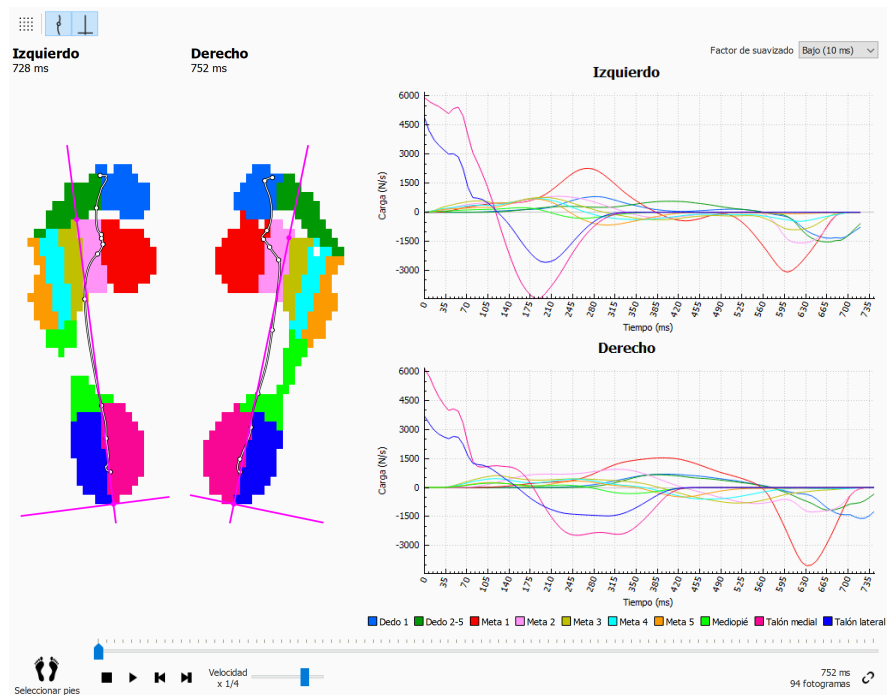 Izquierdo
728 ms
Derecho
752 ms
Factor de suavizado Bajo (10 ms)
Izquierdo
6000
4500
3000
1500
0
-1500
-3000
Carga (N/s)
0 35 70 105 140 175 210 245 280 315 350 385 420 455 490 525 560 595 630 665 700 735
Tiempo (ms)
Derecho
6000
4500
3000
1500
0
-1500
-3000
Carga (N/s)
0 35 70 105 140 175 210 245 280 315 350 385 420 455 490 525 560 595 630 665 700 735
Tiempo (ms)
Dedo 1 Dedo 2-5 Meta 1 Meta 2 Meta 3 Meta 4 Meta 5 Mediopié Talón medial Talón lateral
Seleccionar pies
Velocidad
x 1/4
752 ms
94 fotogramas